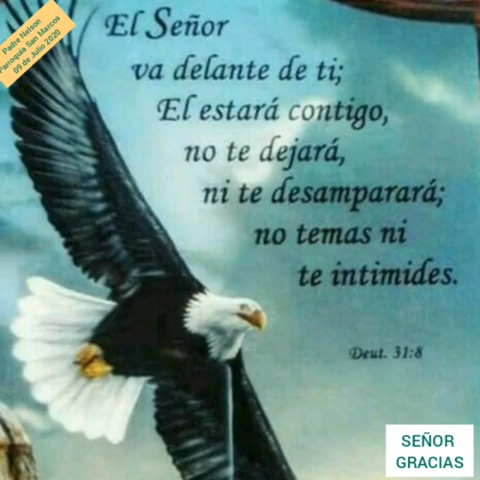 Padre Nelson
Parroquia San Marcos
09 de Julio 2020
El Señor
va delante de ti;
El estará contigo,
no te dejará,
ni te desamparará;
no temas ni
te intimides.
Deut. 31:8
SEÑOR
GRACIAS